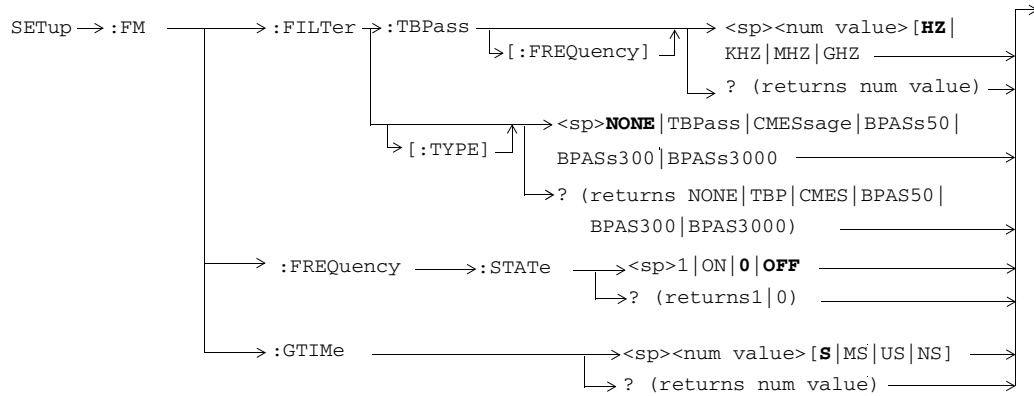 SETup :FM :FILTer :TBPass <sp><num value>[HZ|
[:FREQuency] KHZ|MHZ|GHZ
? (returns num value)
<sp>NONE|TBPass|CMESsage|BPASs50|
[:TYPE] BPASs300|BPASs3000
? (returns NONE|TBP|CMES|BPAS50|
BPAS300|BPAS3000)
:FREQuency :STATe <sp>1|ON|0|OFF
? (returns1|0)
:GTIMe <sp><num value>[S|MS|US|NS]
? (returns num value)